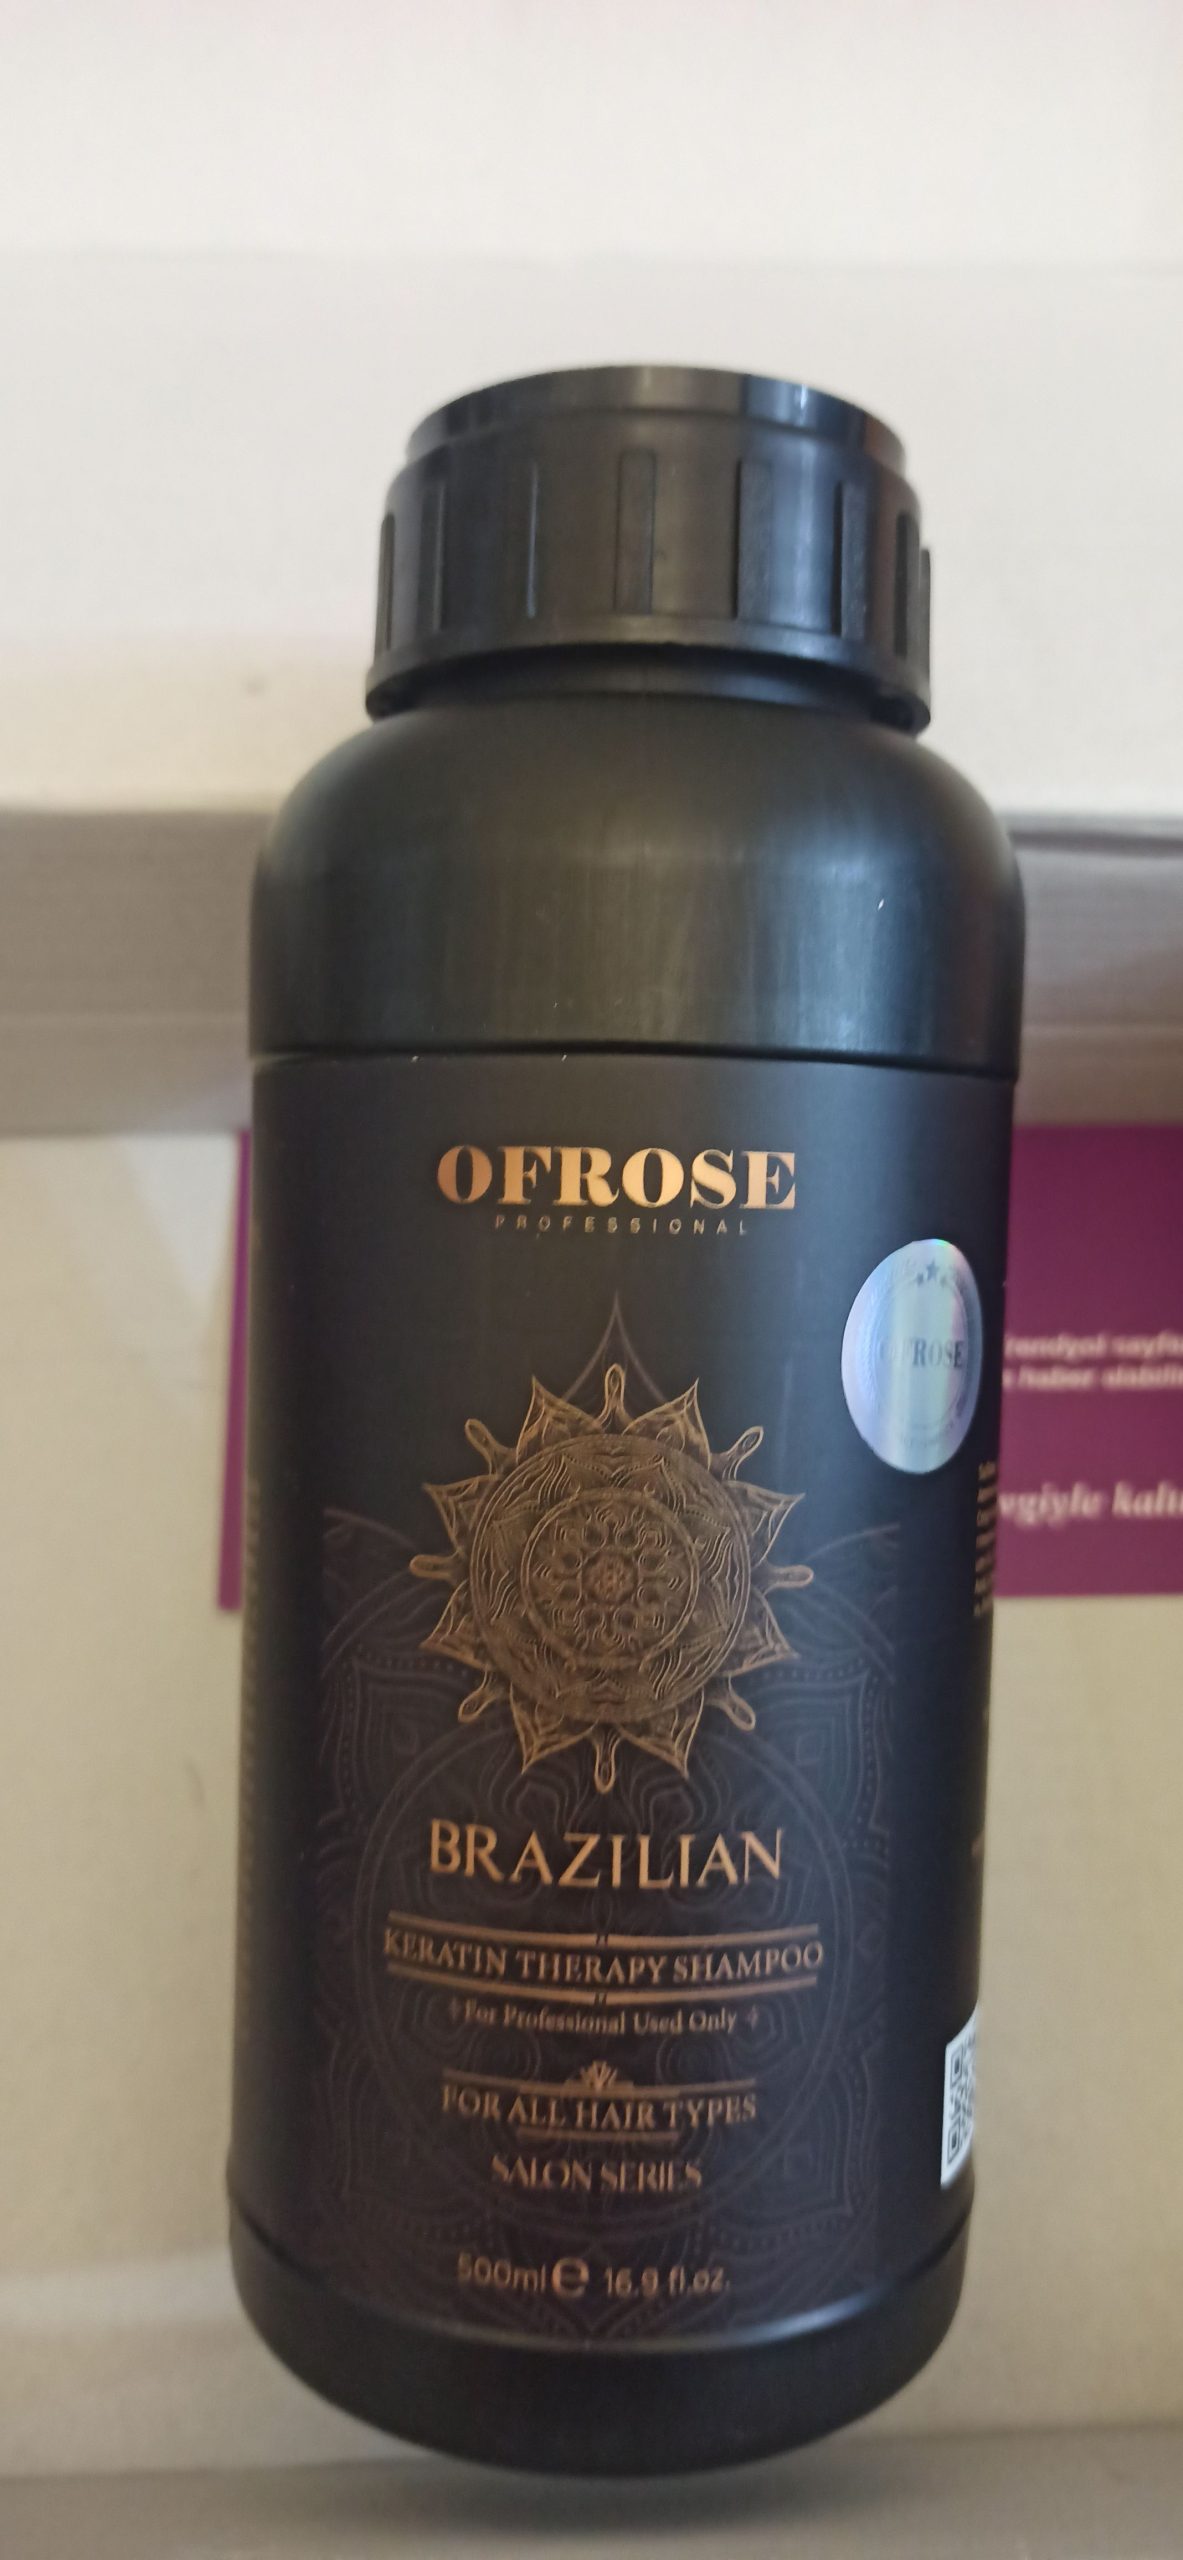 OFROSE
PROFESSIONAL
OFROSE
BRAZILIAN
KERATIN THERAPY SHAMPOO
For Professional Used Only
FOR ALL HAIR TYPES
SALON SERIES
500ml e 16.9 fl.oz.